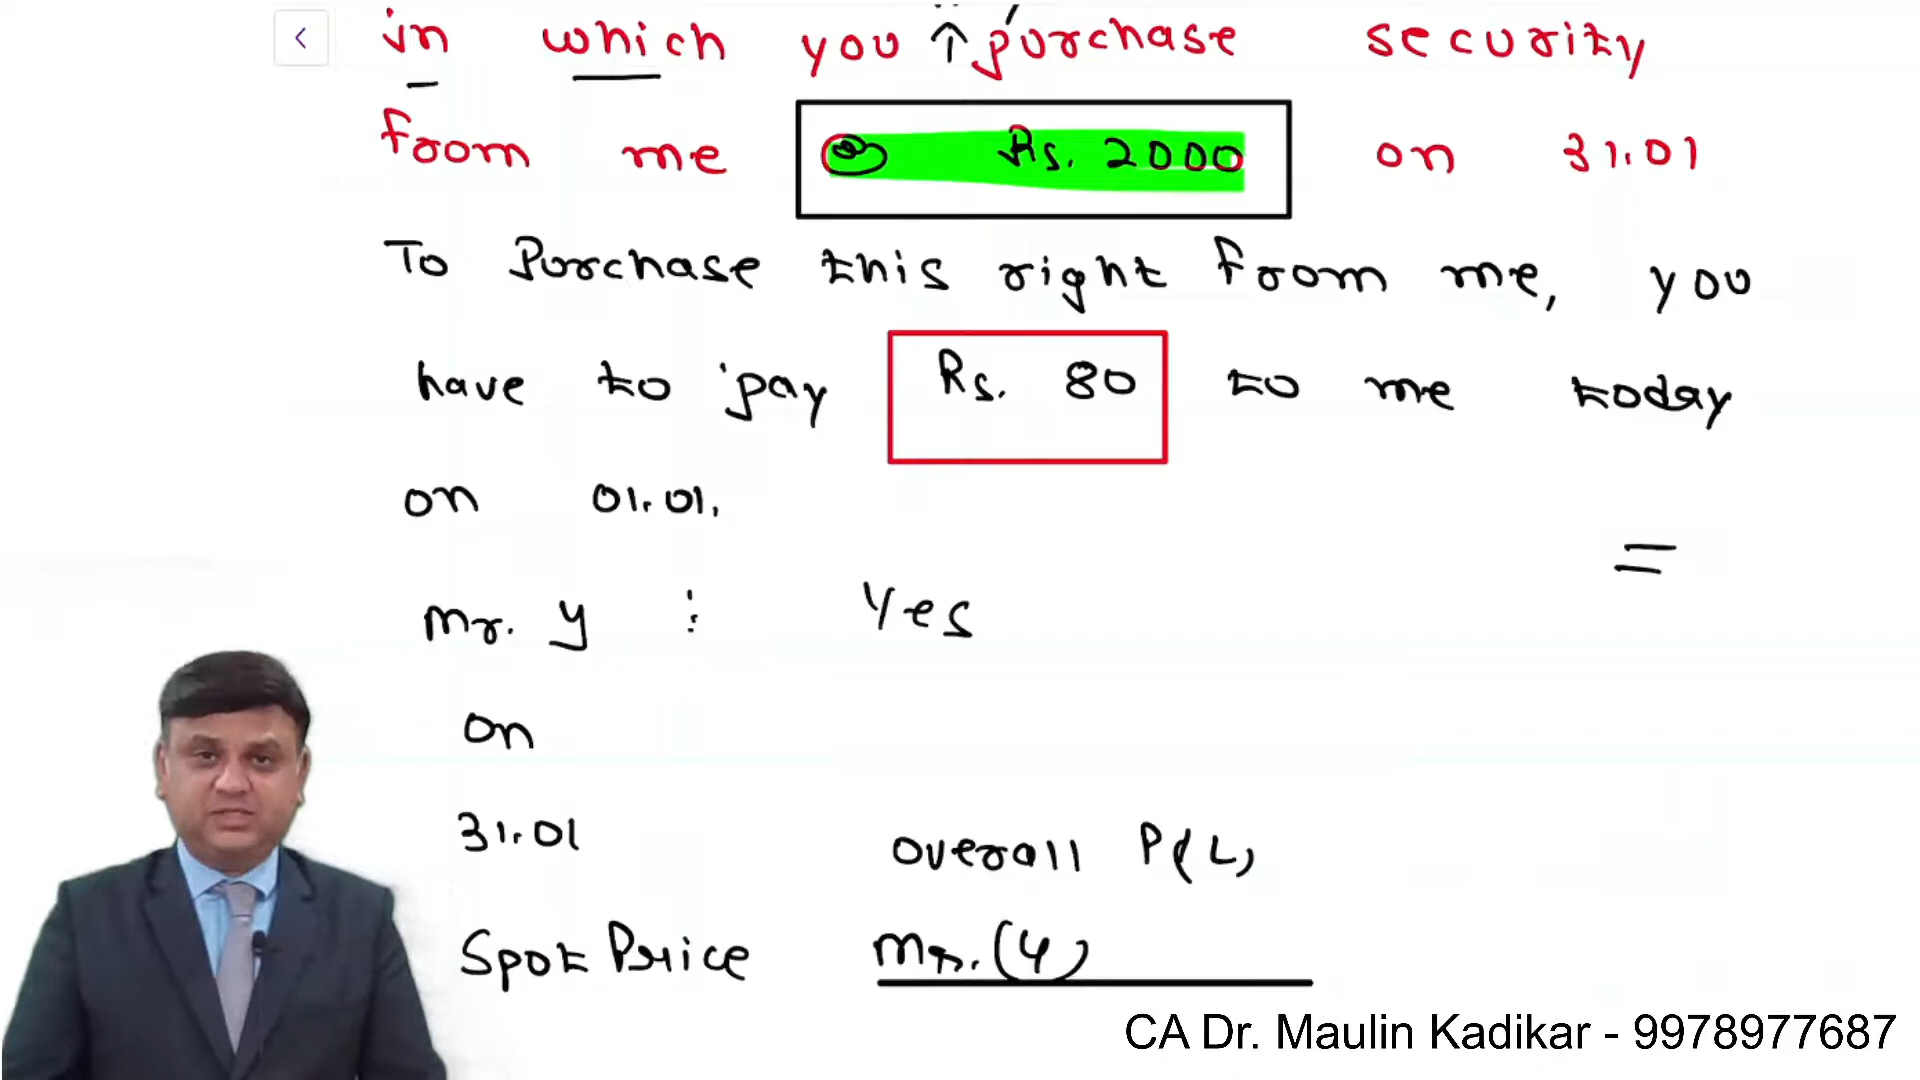 in which you ↑ purchase security
from me @ Rs. 2000 on 31.01
To Purchase this right from me, you
have to pay Rs. 80 to me today
on 01.01.
=
Mr. Y : Yes
on
31.01 Overall P(L)
Spot Price Mr. (Y)
CA Dr. Maulin Kadikar - 9978977687